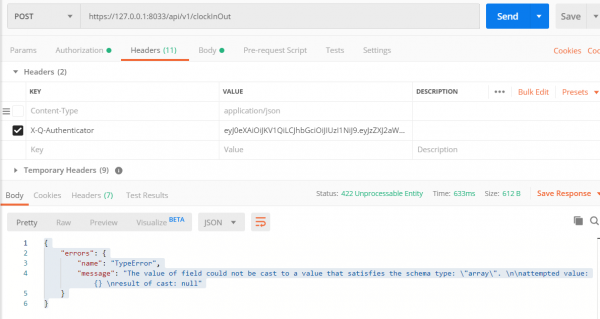 POST https://127.0.0.1:8033/api/v1/clockInOut Send Save
Params Authorization Headers (11) Body Pre-request Script Tests Settings Cookies Coo
Headers (2)
KEY VALUE DESCRIPTION ••• Bulk Edit Presets
Content-Type application/json
X-Q-Authenticator eyJ0eXAiOiJKV1QiLCJhbGciOiJIUzI1NiJ9.eyJzZXJ2aW...
Key Value Description
Temporary Headers (9)
Body Cookies Headers (7) Test Results Status: 422 Unprocessable Entity Time: 633ms Size: 612 B Save Response
Pretty Raw Preview Visualize BETA JSON
1 {
2 "errors": {
3 "name": "TypeError",
4 "message": "The value of field could not be cast to a value that satisfies the schema type: \"array\". \n\nattempted value:
{} \nresult of cast: null"
5 }
6 }